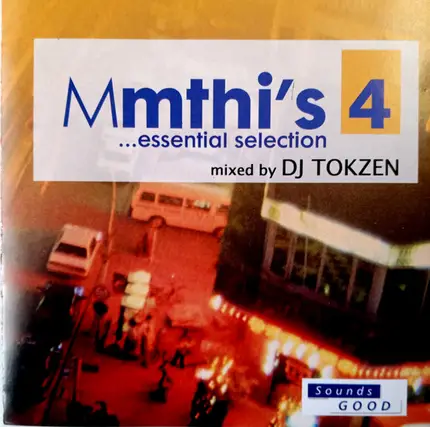 Mmthi's 4
...essential selection
mixed by DJ TOKZEN
Sounds
GOOD